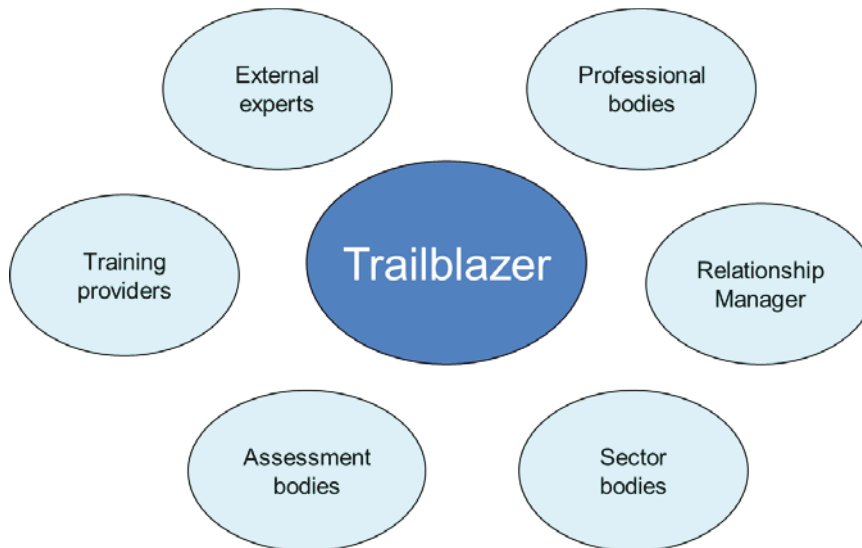 External
experts
Professional
bodies
Trailblazer
Training
providers
Relationship
Manager
Assessment
bodies
Sector
bodies